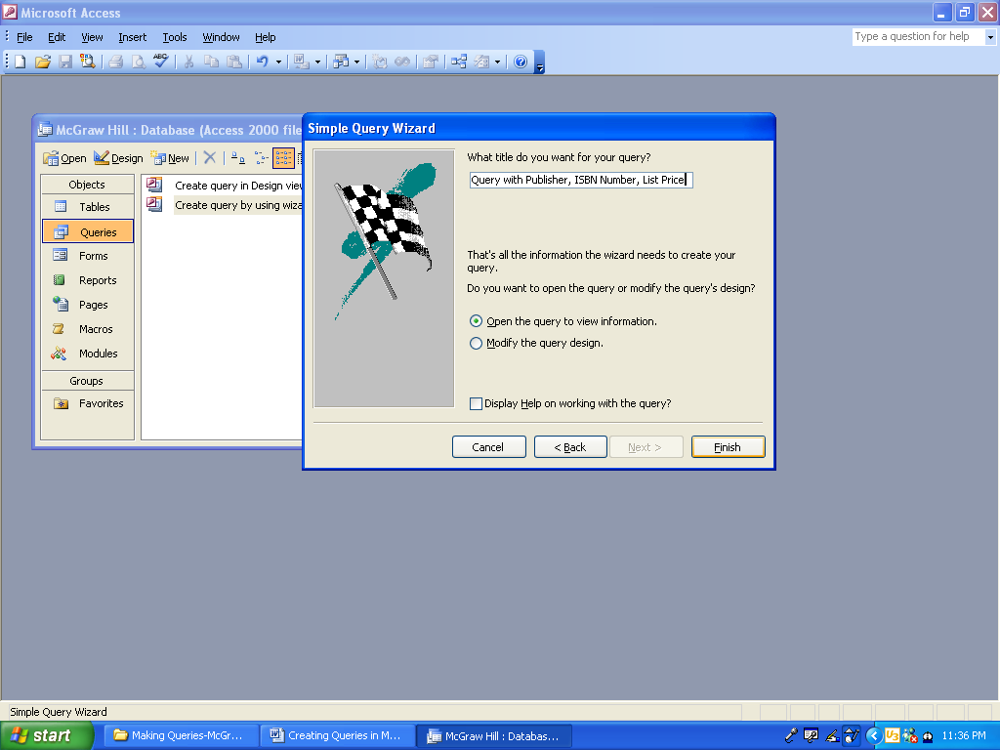 Microsoft Access
File Edit View Insert Tools Window Help
Type a question for help
ABC
McGraw Hill : Database (Access 2000 file
Open Design New
Objects
Tables
Queries
Forms
Reports
Pages
Macros
Modules
Groups
Favorites
Create query in Design view
Create query by using wiza
Simple Query Wizard
What title do you want for your query?
Query with Publisher, ISBN Number, List Price
That's all the information the wizard needs to create your
query.
Do you want to open the query or modify the query's design?
Open the query to view information.
Modify the query design.
Display Help on working with the query?
Cancel < Back Next > Finish
Simple Query Wizard
start Making Queries-McGr... Creating Queries in M... McGraw Hill : Databas... U3 11:36 PM